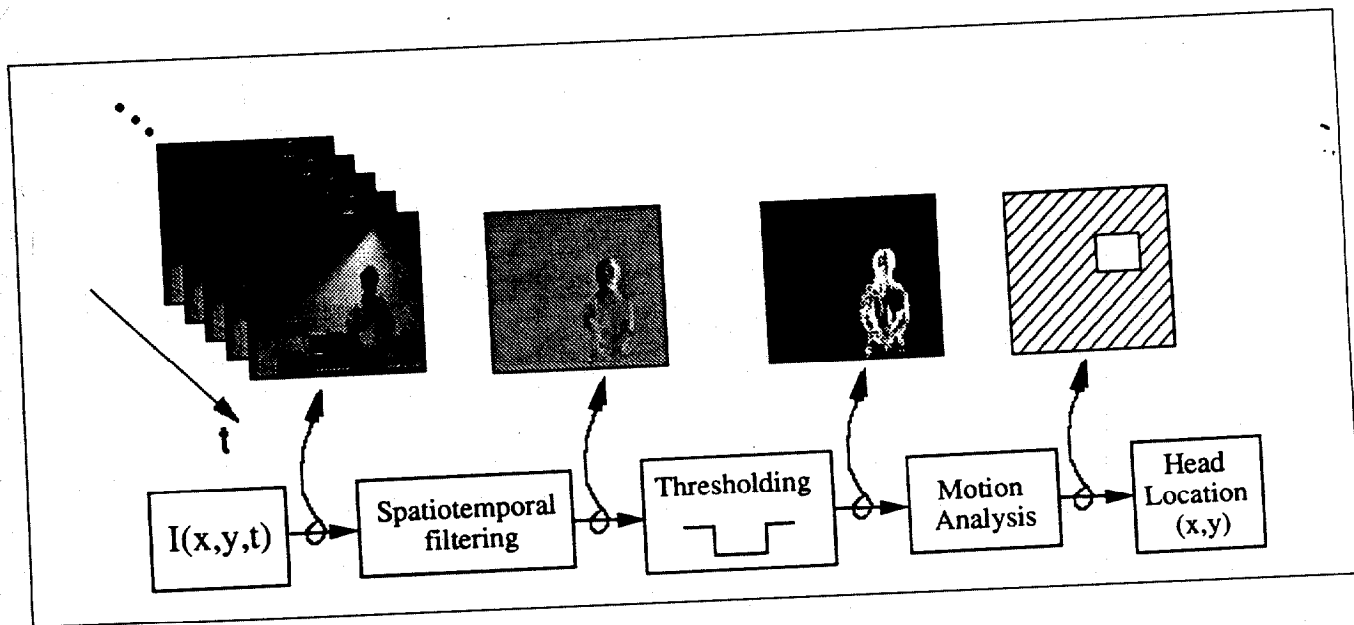 t
I(x,y,t)
Spatiotemporal
filtering
Thresholding
Motion
Analysis
Head
Location
(x,y)